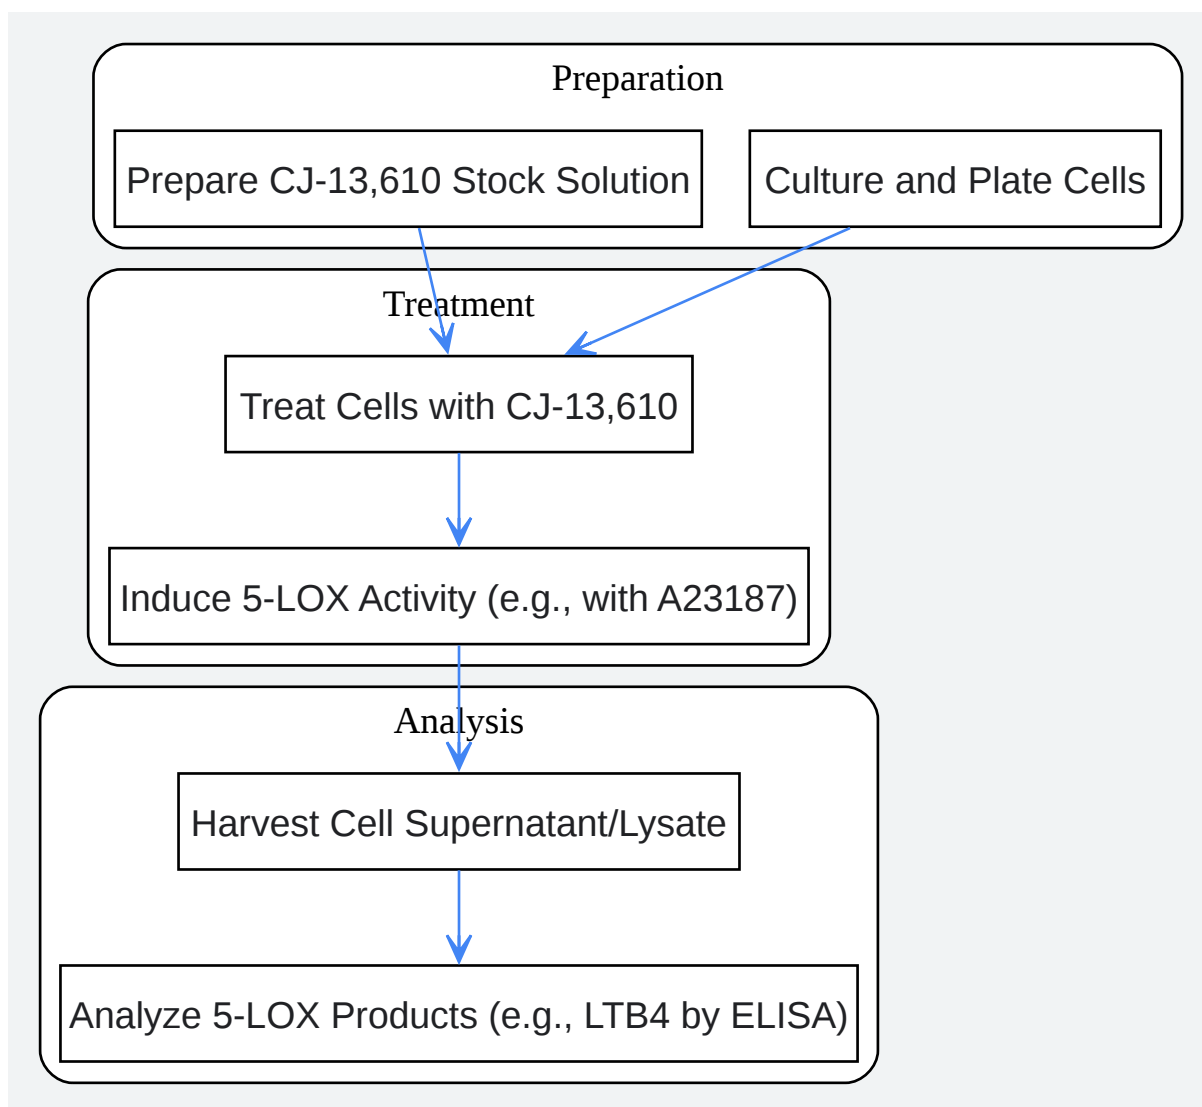 Preparation
Prepare CJ-13,610 Stock Solution
Culture and Plate Cells
Treatment
Treat Cells with CJ-13,610
Induce 5-LOX Activity (e.g., with A23187)
Analysis
Harvest Cell Supernatant/Lysate
Analyze 5-LOX Products (e.g., LTB4 by ELISA)